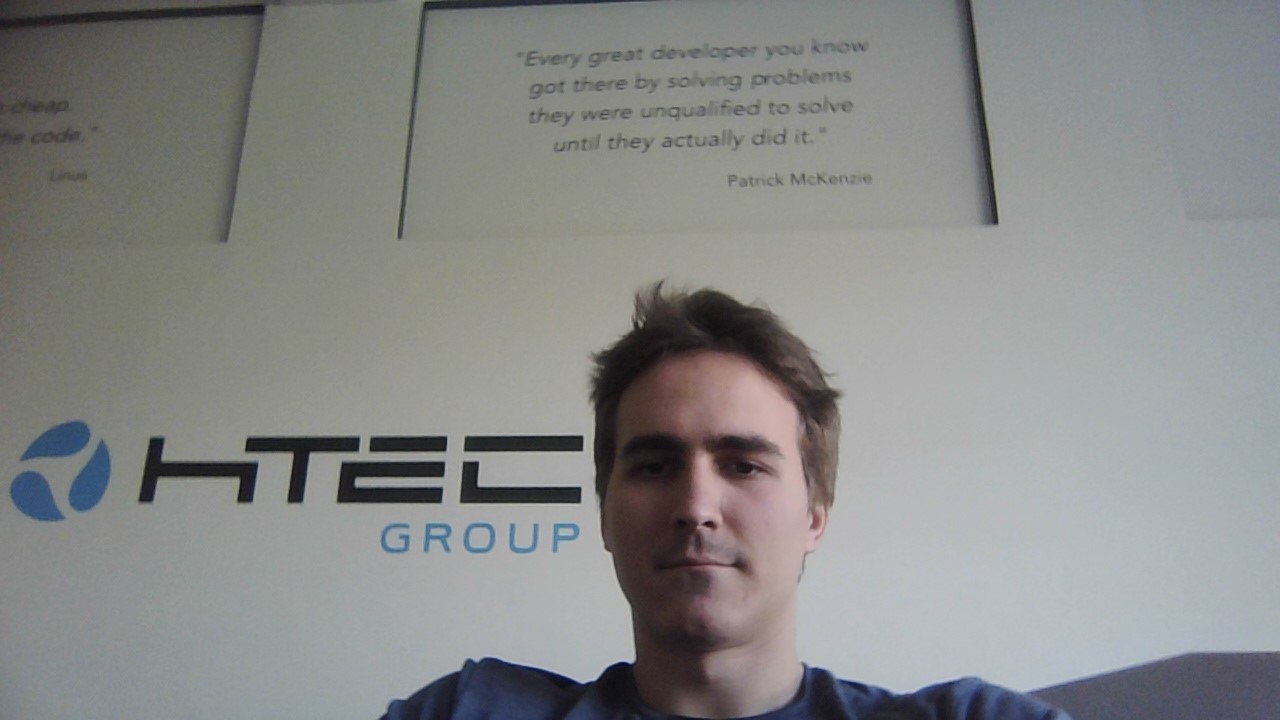 s cheap.
the code."
Linus
"Every great developer you know
got there by solving problems
they were unqualified to solve
until they actually did it."
Patrick McKenzie
HTEC
GROUP